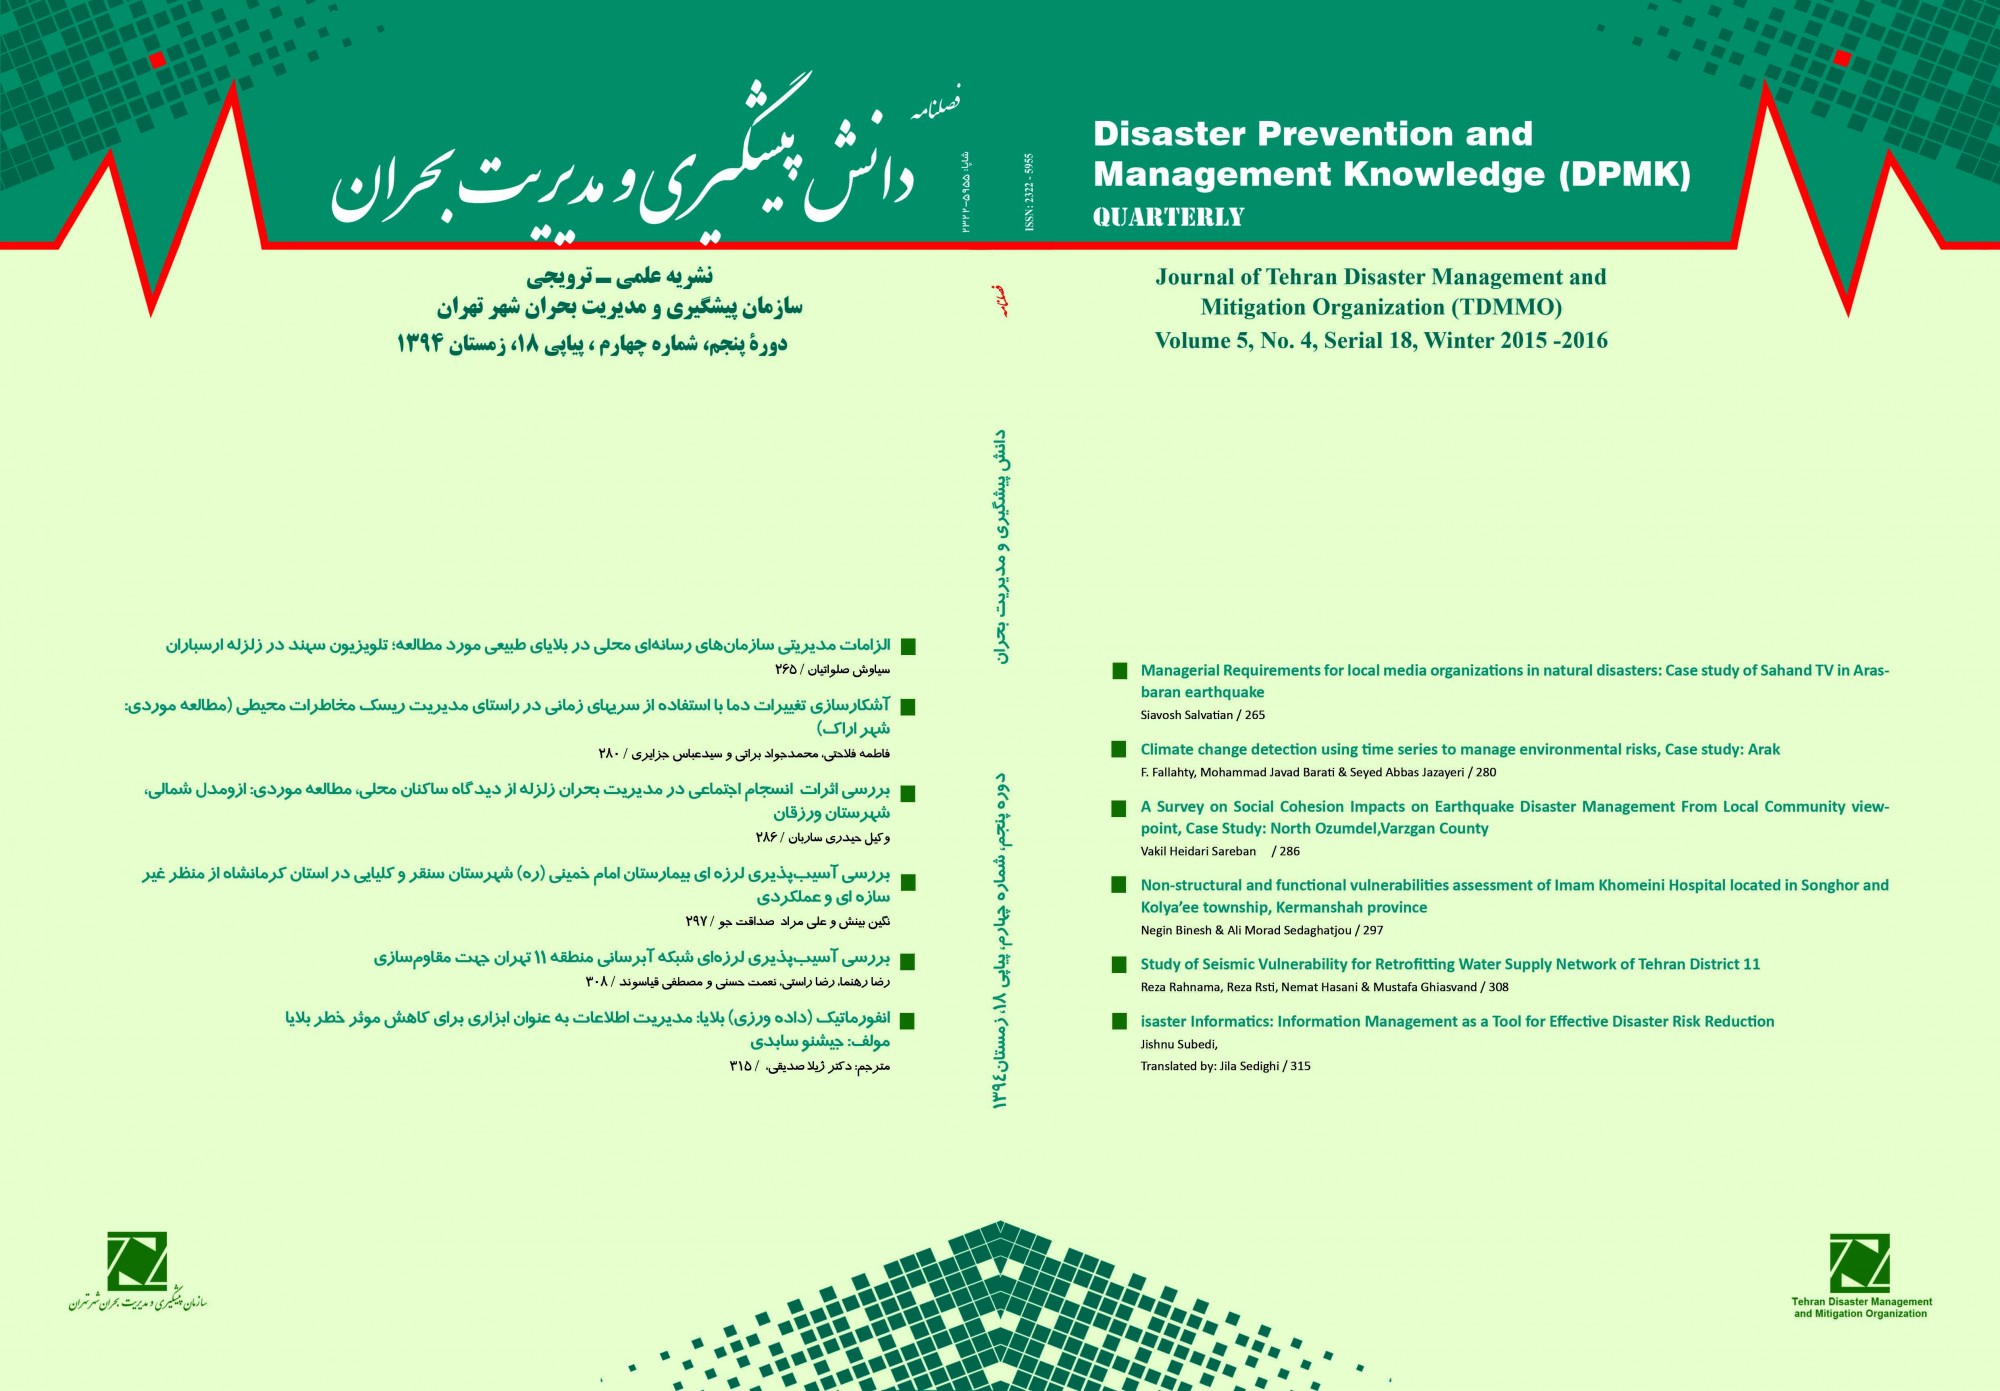 فصلنامه
دانش پیشگیری و مدیریت بحران
شاپا: ۵۹۵۵-۲۳۲۲
نشریه علمی ــ ترویجی
سازمان پیشگیری و مدیریت بحران شهر تهران
دورهٔ پنجم، شماره چهارم ، پیاپی ۱۸، زمستان ۱۳۹۴
الزامات مدیریتی سازمان‌های رسانه‌ای محلی در بلایای طبیعی مورد مطالعه؛ تلویزیون سهند در زلزله ارسباران
سیاوش صلواتیان / ۲۶۵
آشکارسازی تغییرات دما با استفاده از سریهای زمانی در راستای مدیریت ریسک مخاطرات محیطی (مطالعه موردی:
شهر اراک)
فاطمه فلاحتی، محمدجواد براتی و سیدعباس جزایری / ۲۸۰
بررسی اثرات انسجام اجتماعی در مدیریت بحران زلزله از دیدگاه ساکنان محلی، مطالعه موردی: ازومدل شمالی،
شهرستان ورزقان
وکیل حیدری ساربان / ۲۸۶
بررسی آسیب‌پذیری لرزه ای بیمارستان امام خمینی (ره) شهرستان سنقر و کلیایی در استان کرمانشاه از منظر غیر
سازه ای و عملکردی
نگین بینش و علی مراد صداقت جو / ۲۹۷
بررسی آسیب‌پذیری لرزه‌ای شبکه آبرسانی منطقه ۱۱ تهران جهت مقاوم‌سازی
رضا رهنما، رضا راستی، نعمت حسنی و مصطفی قیاسوند / ۳۰۸
انفورماتیک (داده ورزی) بلایا: مدیریت اطلاعات به عنوان ابزاری برای کاهش موثر خطر بلایا
مولف: جیشنو سابدی
مترجم: دکتر ژیلا صدیقی، / ۳۱۵
سازمان پیشگیری و مدیریت بحران شهر تهران
فصلنامه
دانش پیشگیری و مدیریت بحران
دوره پنجم، شماره چهارم، پیاپی ۱۸، زمستان۱۳۹٤
ISSN: 2322 - 5955
Disaster Prevention and
Management Knowledge (DPMK)
QUARTERLY
Journal of Tehran Disaster Management and
Mitigation Organization (TDMMO)
Volume 5, No. 4, Serial 18, Winter 2015 -2016
Managerial Requirements for local media organizations in natural disasters: Case study of Sahand TV in Aras-
baran earthquake
Siavosh Salvatian / 265
Climate change detection using time series to manage environmental risks, Case study: Arak
F. Fallahty, Mohammad Javad Barati & Seyed Abbas Jazayeri / 280
A Survey on Social Cohesion Impacts on Earthquake Disaster Management From Local Community view-
point, Case Study: North Ozumdel,Varzgan County
Vakil Heidari Sareban / 286
Non-structural and functional vulnerabilities assessment of Imam Khomeini Hospital located in Songhor and
Kolya’ee township, Kermanshah province
Negin Binesh & Ali Morad Sedaghatjou / 297
Study of Seismic Vulnerability for Retrofitting Water Supply Network of Tehran District 11
Reza Rahnama, Reza Rsti, Nemat Hasani & Mustafa Ghiasvand / 308
isaster Informatics: Information Management as a Tool for Effective Disaster Risk Reduction
Jishnu Subedi,
Translated by: Jila Sedighi / 315
Tehran Disaster Management
and Mitigation Organization